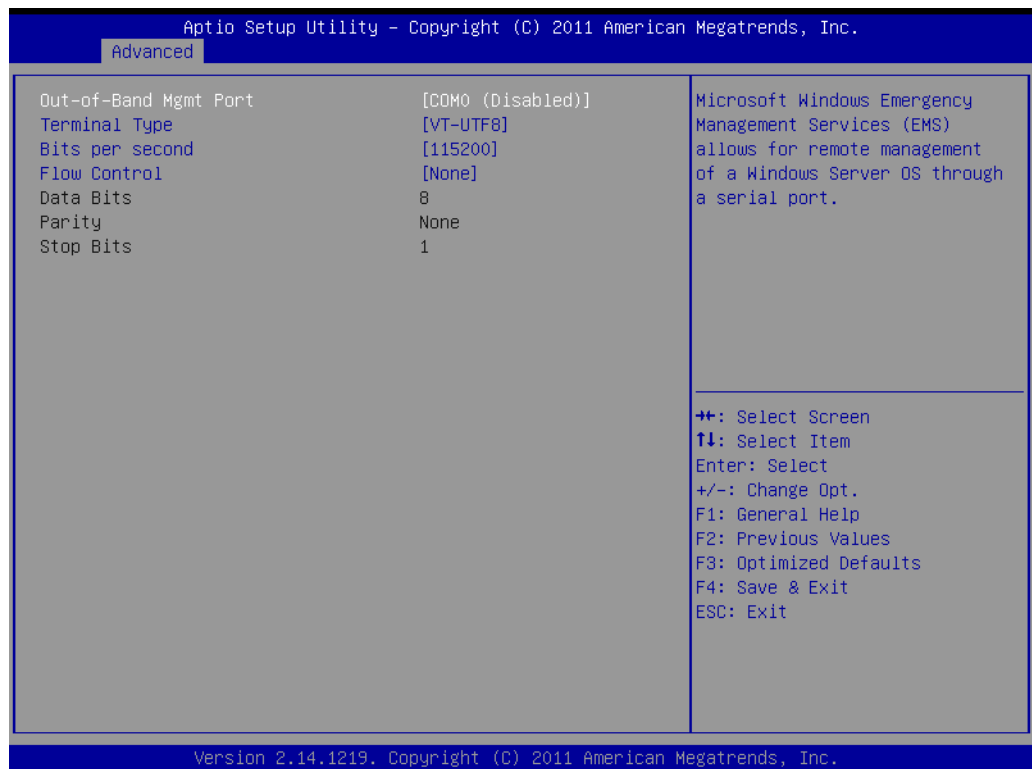 Aptio Setup Utility – Copyright (C) 2011 American Megatrends, Inc.
Advanced
Out-of-Band Mgmt Port [COM0 (Disabled)]
Terminal Type [VT-UTF8]
Bits per second [115200]
Flow Control [None]
Data Bits 8
Parity None
Stop Bits 1
Microsoft Windows Emergency
Management Services (EMS)
allows for remote management
of a Windows Server OS through
a serial port.
→←: Select Screen
↑↓: Select Item
Enter: Select
+/-: Change Opt.
F1: General Help
F2: Previous Values
F3: Optimized Defaults
F4: Save & Exit
ESC: Exit
Version 2.14.1219. Copyright (C) 2011 American Megatrends, Inc.